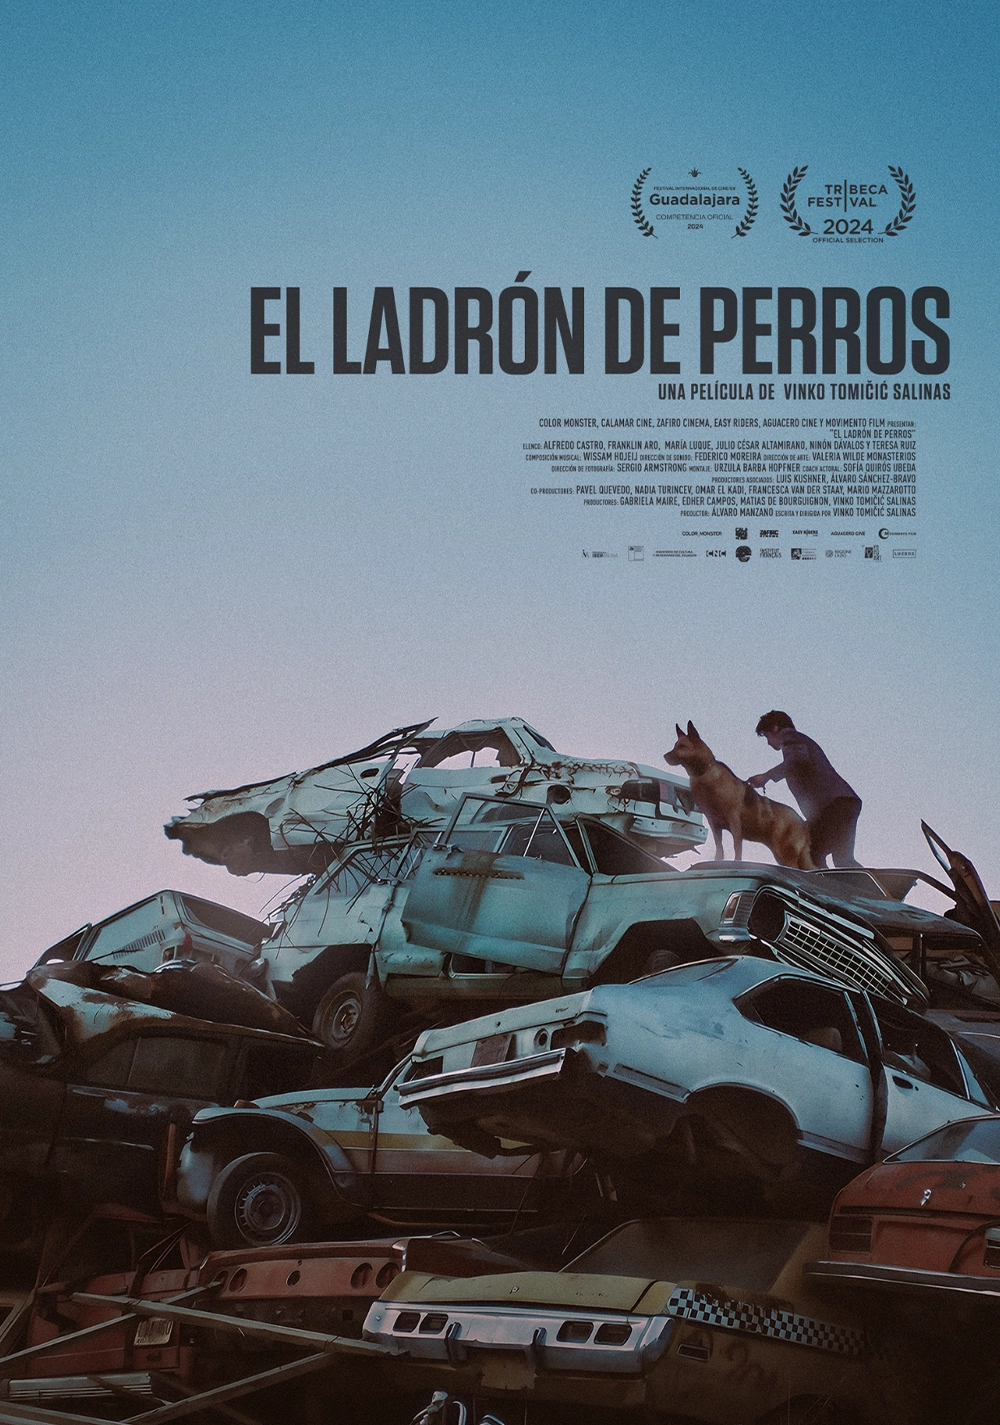 FESTIVAL INTERNACIONAL DE CINE EN
Guadalajara
COMPETENCIA OFICIAL
2024
TRIBECA
FESTIVAL
2024
OFFICIAL SELECTION
EL LADRÓN DE PERROS
UNA PELÍCULA DE VINKO TOMIČIĆ SALINAS
COLOR MONSTER, CALAMAR CINE, ZAFIRO CINEMA, EASY RIDERS, AGUACERO CINE Y MOVIMENTO FILM PRESENTAN:
"EL LADRÓN DE PERROS"
ELENCO: ALFREDO CASTRO, FRANKLIN ARO, MARÍA LUQUE, JULIO CÉSAR ALTAMIRANO, NINÓN DÁVALOS Y TERESA RUIZ
COMPOSICIÓN MUSICAL: WISSAM HOJEIJ DIRECCIÓN DE SONIDO: FEDERICO MOREIRA DIRECCIÓN DE ARTE: VALERIA WILDE MONASTERIOS
DIRECCIÓN DE FOTOGRAFÍA: SERGIO ARMSTRONG MONTAJE: URZULA BARBA HOPFNER COACH ACTORAL: SOFÍA QUIRÓS UBEDA
PRODUCTORES ASOCIADOS: LUIS KUSHNER, ÁLVARO SÁNCHEZ-BRAVO
CO-PRODUCTORES: PAVEL QUEVEDO, NADIA TURINCEV, OMAR EL KADI, FRANCESCA VAN DER STAAY, MARIO MAZZAROTTO
PRODUCTORES: GABRIELA MAIRE, EDHER CAMPOS, MATIAS DE BOURGUIGNON, VINKO TOMIČIĆ SALINAS
PRODUCTOR: ÁLVARO MANZANO ESCRITA Y DIRIGIDA POR VINKO TOMIČIĆ SALINAS
COLOR_MONSTER EASY RIDERS AGUACERO CINE
CNC INSTITUT FRANÇAIS